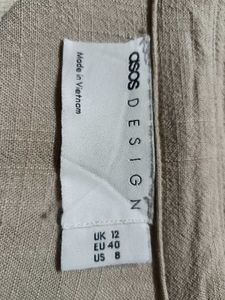 asos DESIGN
Made in Vietnam
UK 12
EU 40
US 8